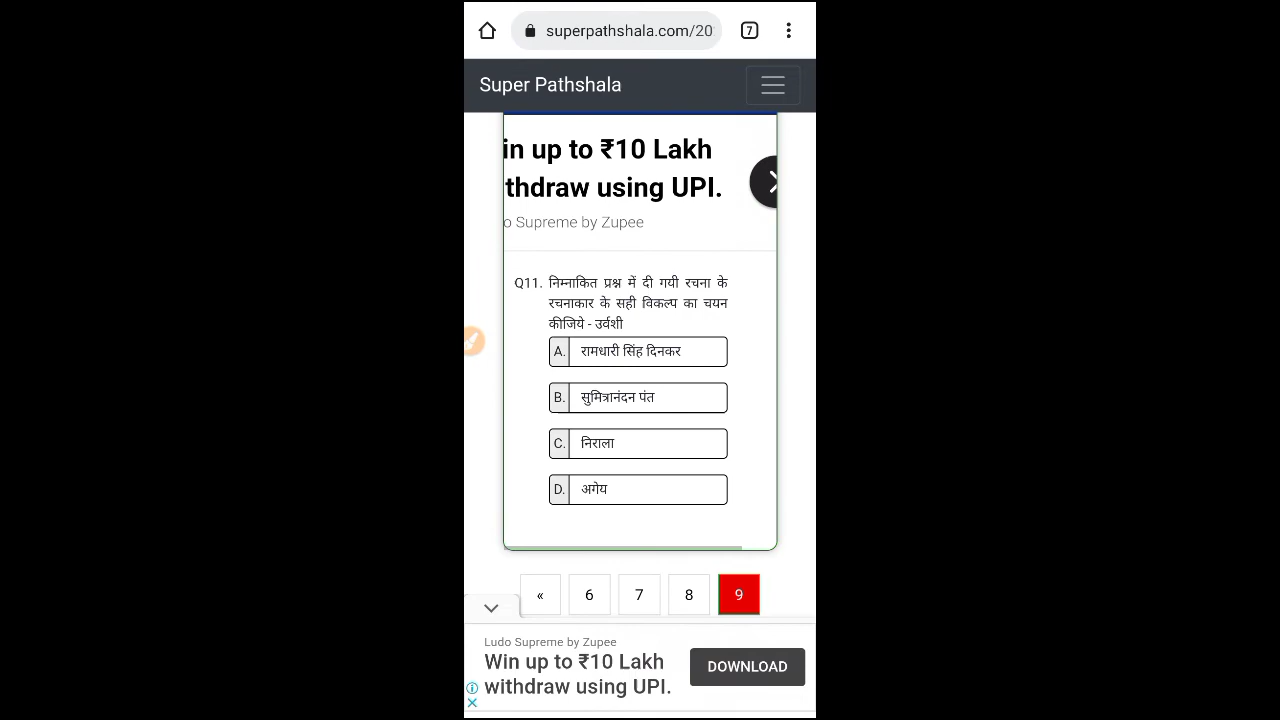 superpathshala.com/20
7
Super Pathshala
in up to ₹10 Lakh
thdraw using UPI.
o Supreme by Zupee
Q11. निम्नाकित प्रश्न में दी गयी रचना के
रचनाकार के सही विकल्प का चयन
कीजिये - उर्वशी
A. रामधारी सिंह दिनकर
B. सुमित्रानंदन पंत
C. निराला
D. अगेय
« 6 7 8 9
Ludo Supreme by Zupee
Win up to ₹10 Lakh
withdraw using UPI.
DOWNLOAD